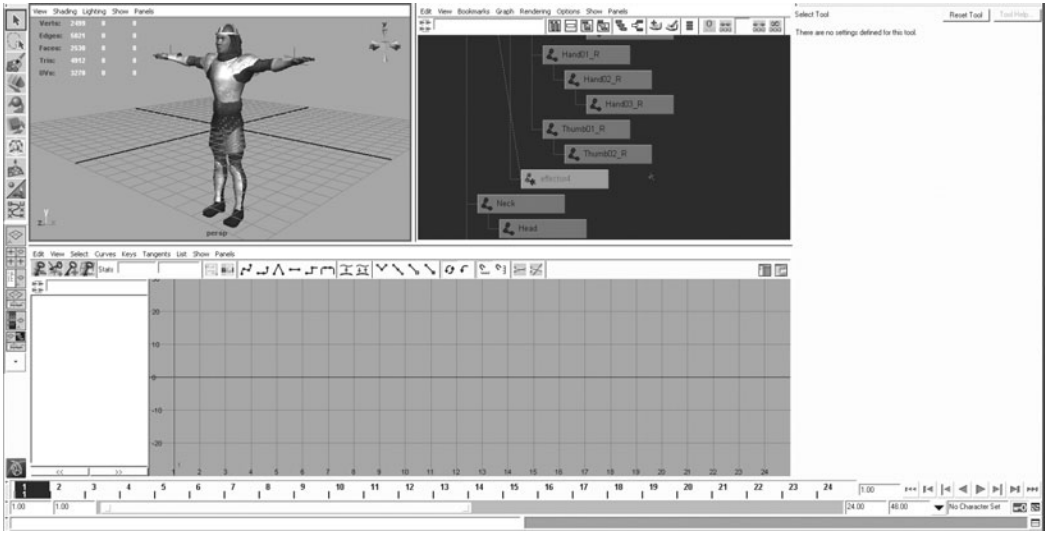 View Shading Lighting Show Panels
Verts: 2499 0 0
Edges: 5021 0 0
Faces: 2530 0 0
Tris: 4912 0 0
UVs: 3278 0 0
persp
Edit View Bookmarks Graph Rendering Options Show Panels
Hand01_R
Hand02_R
Hand03_R
Thumb01_R
Thumb02_R
effector4
Neck
Head
Select Tool Reset Tool Tool Help...
There are no settings defined for this tool.
Edit View Select Curves Keys Tangents List Show Panels
Stats
20
10
0
-10
-20
1 2 3 4 5 6 7 8 9 10 11 12 13 14 15 16 17 18 19 20 21 22 23 24
<< >>
1 2 3 4 5 6 7 8 9 10 11 12 13 14 15 16 17 18 19 20 21 22 23 24 1.00
1.00 1.00 24.00 48.00 No Character Set